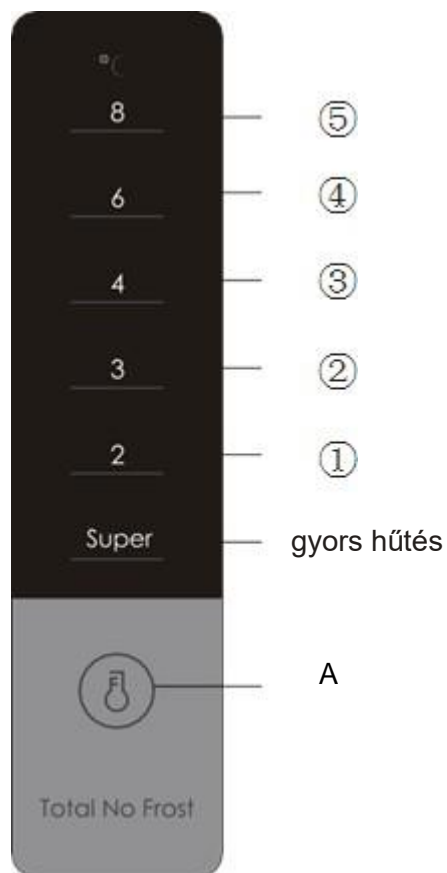 °C
8 ⑤
6 ④
4 ③
3 ②
2 ①
Super gyors hűtés
A
Total No Frost